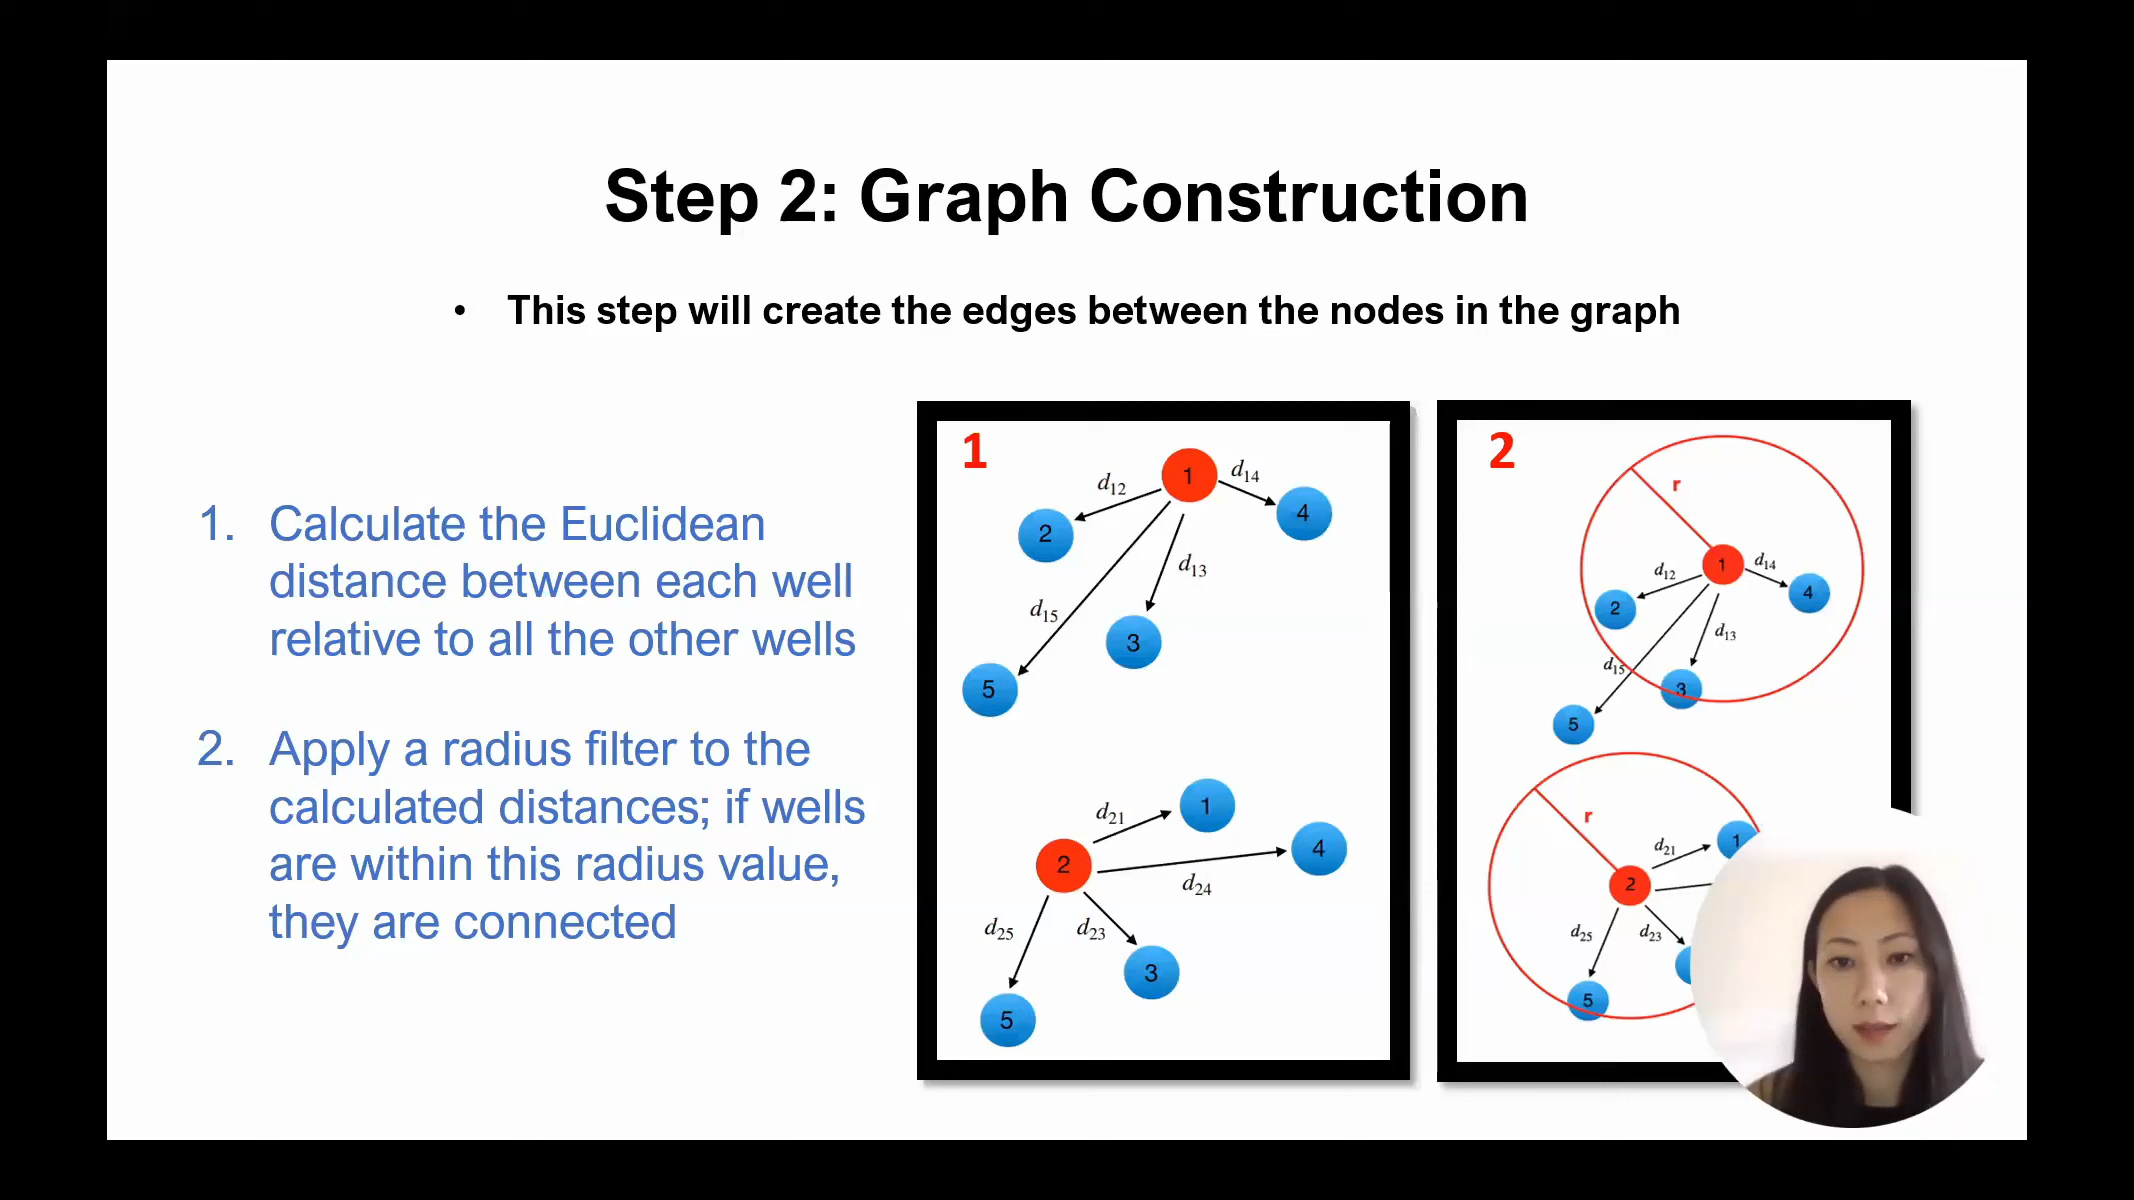 Step 2: Graph Construction
• This step will create the edges between the nodes in the graph
1. Calculate the Euclidean
distance between each well
relative to all the other wells
2. Apply a radius filter to the
calculated distances; if wells
are within this radius value,
they are connected
1
1
d14
d12
4
2
d13
d15
3
5
1
d21
4
2
d24
d25
d23
3
5
2
r
1
d14
d12
4
2
d13
d15
3
5
r
1
d21
2
d25
d23
5